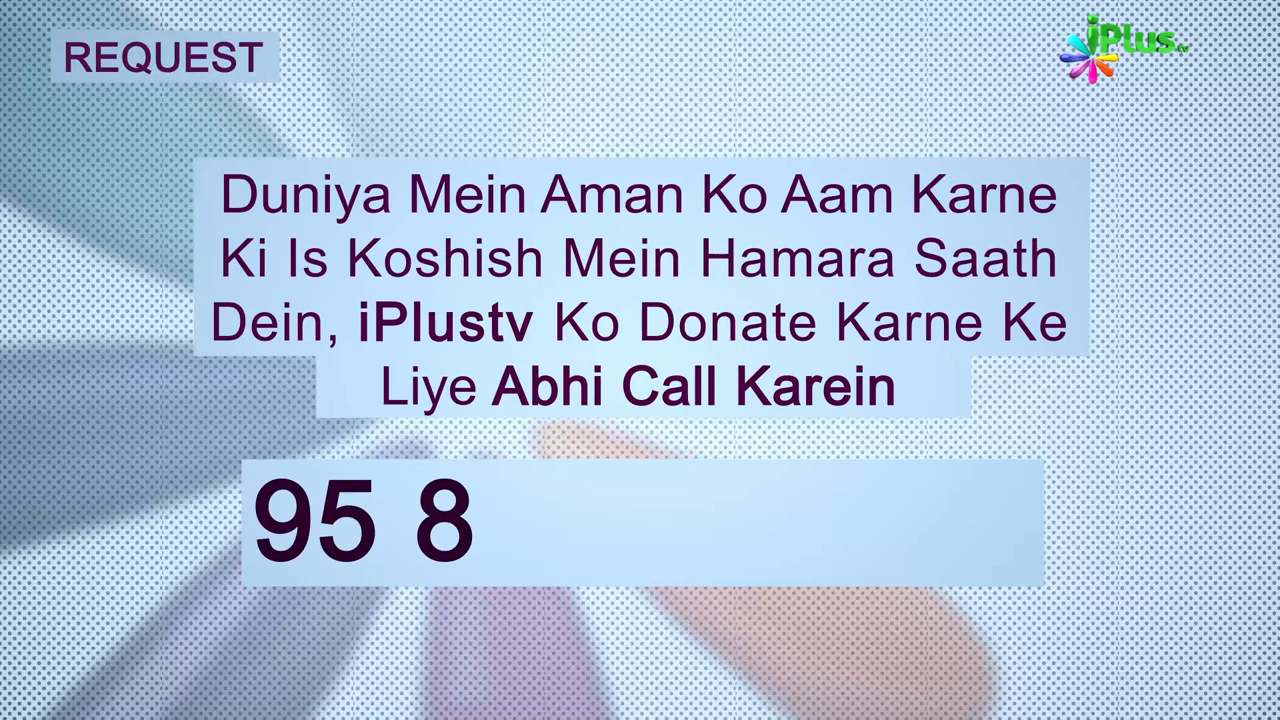 REQUEST
iPlus tv
Duniya Mein Aman Ko Aam Karne
Ki Is Koshish Mein Hamara Saath
Dein, iPlustv Ko Donate Karne Ke
Liye Abhi Call Karein
95 8